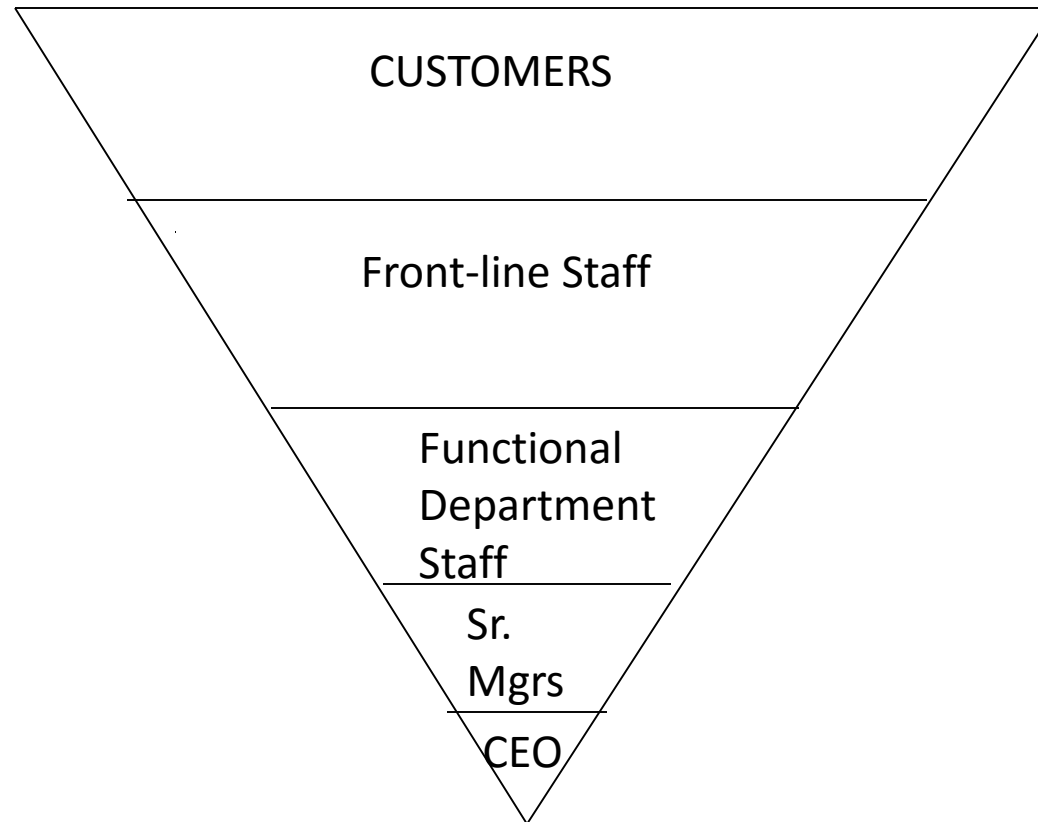 CUSTOMERS
Front-line Staff
Functional
Department
Staff
Sr.
Mgrs
CEO